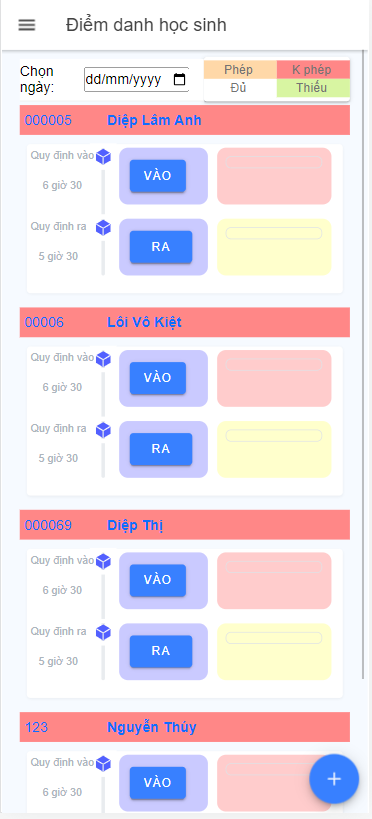 Điểm danh học sinh
Chọn ngày:
dd/mm/yyyy
Phép K phép
Đủ Thiếu
000005 Diệp Lâm Anh
Quy định vào
6 giờ 30
VÀO
Quy định ra
5 giờ 30
RA
00006 Lôi Vô Kiệt
Quy định vào
6 giờ 30
VÀO
Quy định ra
5 giờ 30
RA
000069 Diệp Thị
Quy định vào
6 giờ 30
VÀO
Quy định ra
5 giờ 30
RA
123 Nguyễn Thúy
Quy định vào
6 giờ 30
VÀO